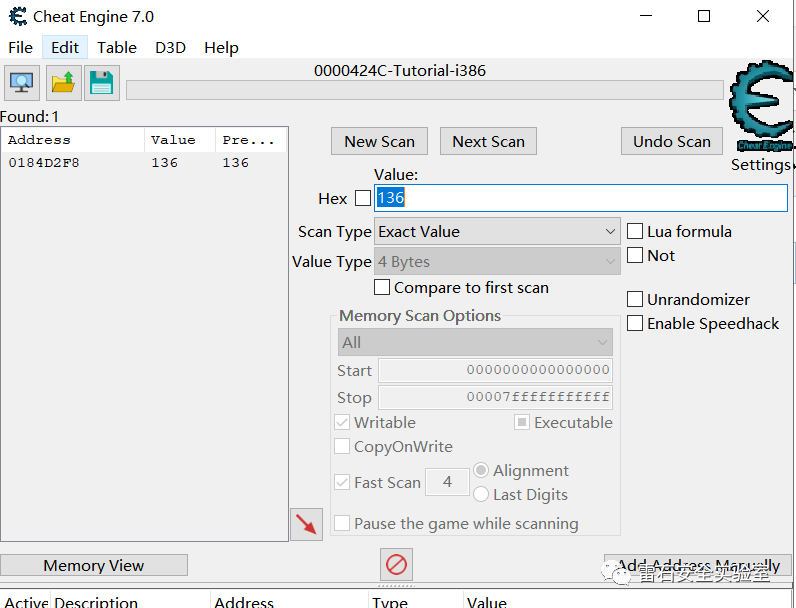 Cheat Engine 7.0
File Edit Table D3D Help
0000424C-Tutorial-i386
Found: 1
Address Value Pre...
0184D2F8 136 136
New Scan Next Scan Undo Scan
Cheat Engine
Settings
Value:
Hex 136
Scan Type Exact Value
Lua formula
Value Type 4 Bytes
Not
Compare to first scan
Memory Scan Options
Unrandomizer
All
Enable Speedhack
Start 0000000000000000
Stop 00007fffffffffff
Writable Executable
CopyOnWrite
Fast Scan 4 Alignment
Last Digits
Pause the game while scanning
Memory View
Add Address Manually
雷石安全实验室
Active Description Address Type Value